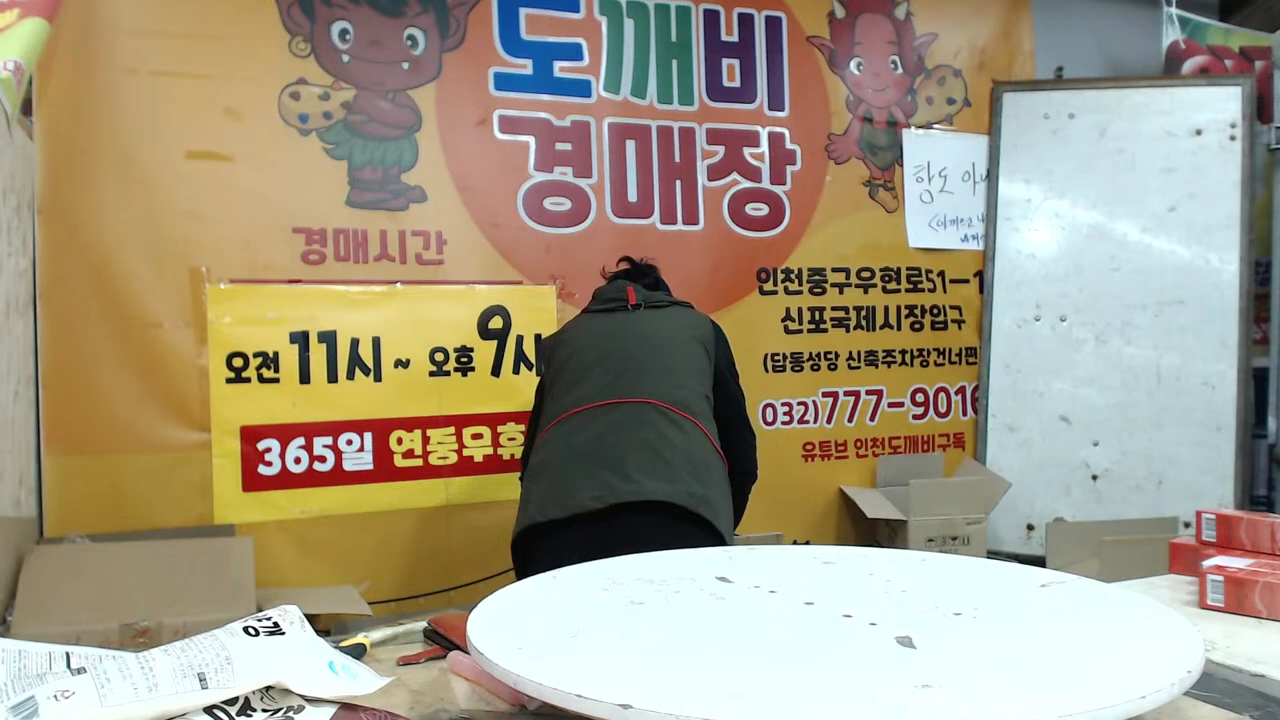 도깨비
경매장
경매시간
오전 11시 ~ 오후 9시
365일 연중무휴
항도
인천중구우현로51-1
신포국제시장입구
(답동성당 신축주차장건너편
032)777-9016
유튜브 인천도깨비구독